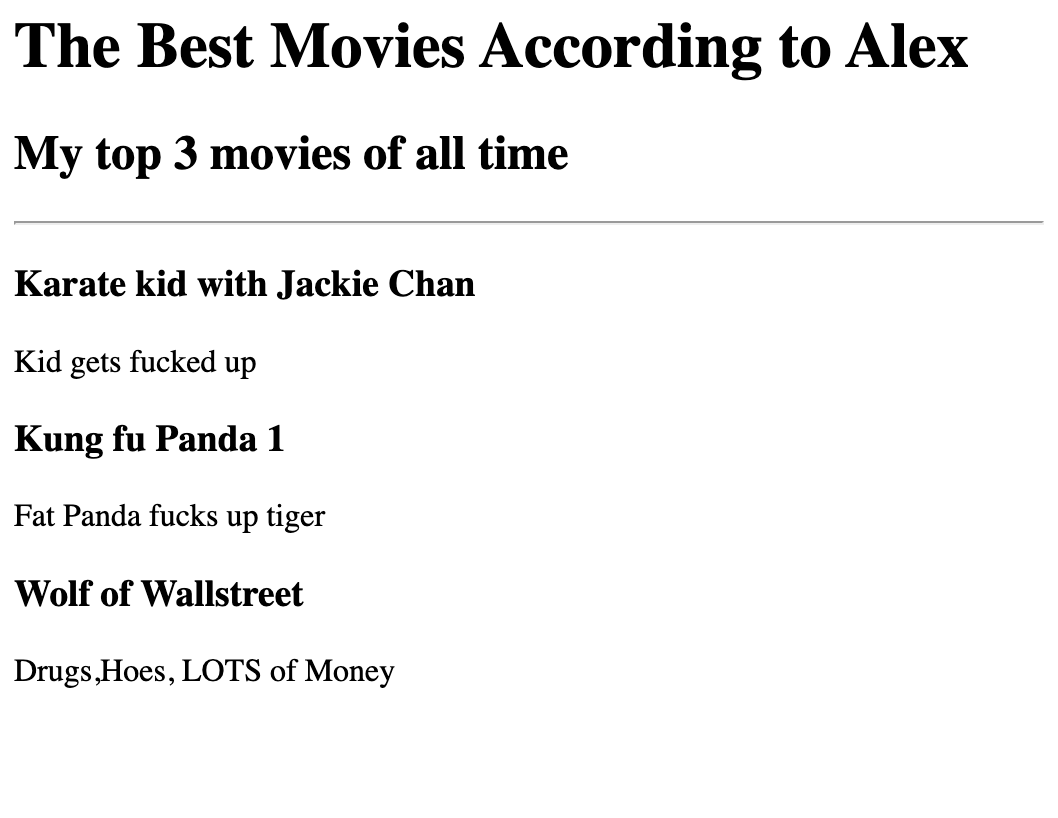 The Best Movies According to Alex
My top 3 movies of all time
Karate kid with Jackie Chan
Kid gets fucked up
Kung fu Panda 1
Fat Panda fucks up tiger
Wolf of Wallstreet
Drugs,Hoes, LOTS of Money